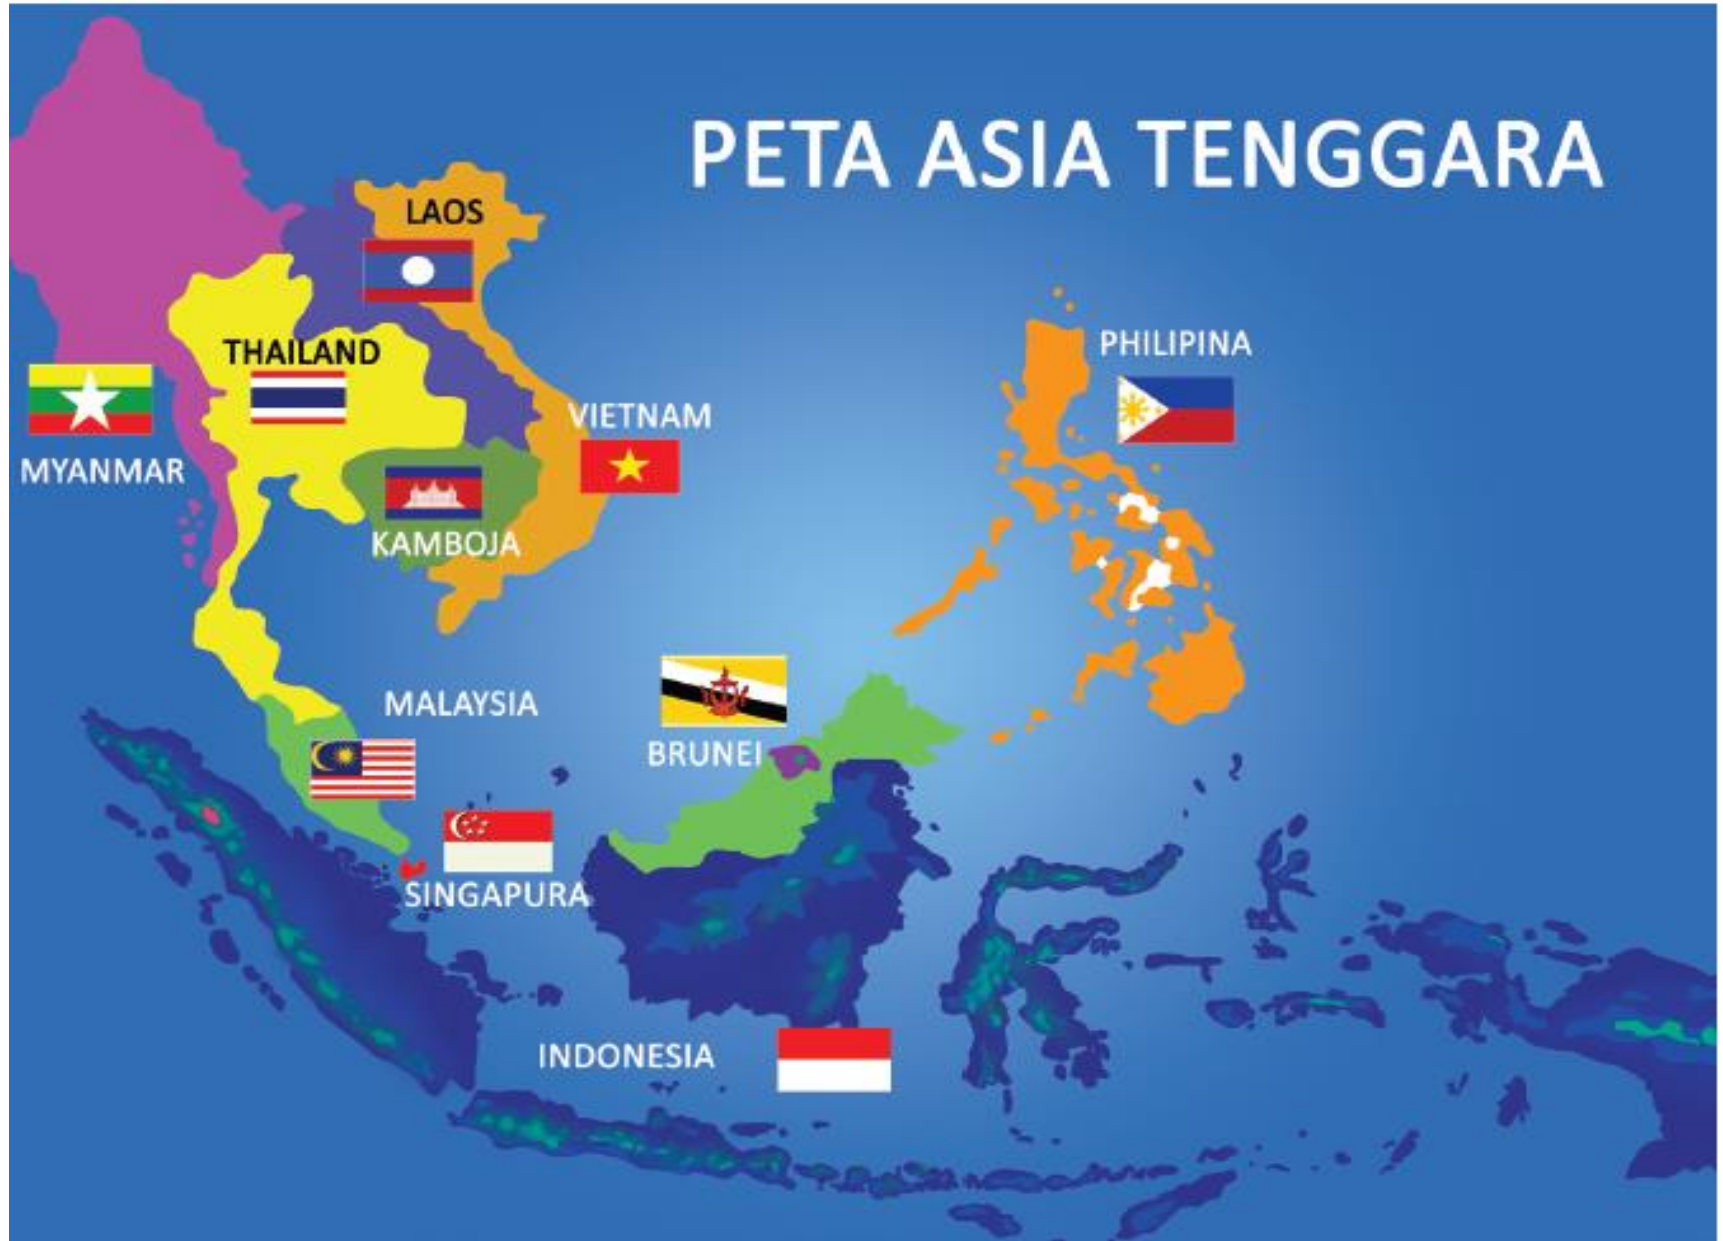 PETA ASIA TENGGARA
LAOS
PHILIPINA
THAILAND
VIETNAM
MYANMAR
KAMBOJA
MALAYSIA
BRUNEI
SINGAPURA
INDONESIA